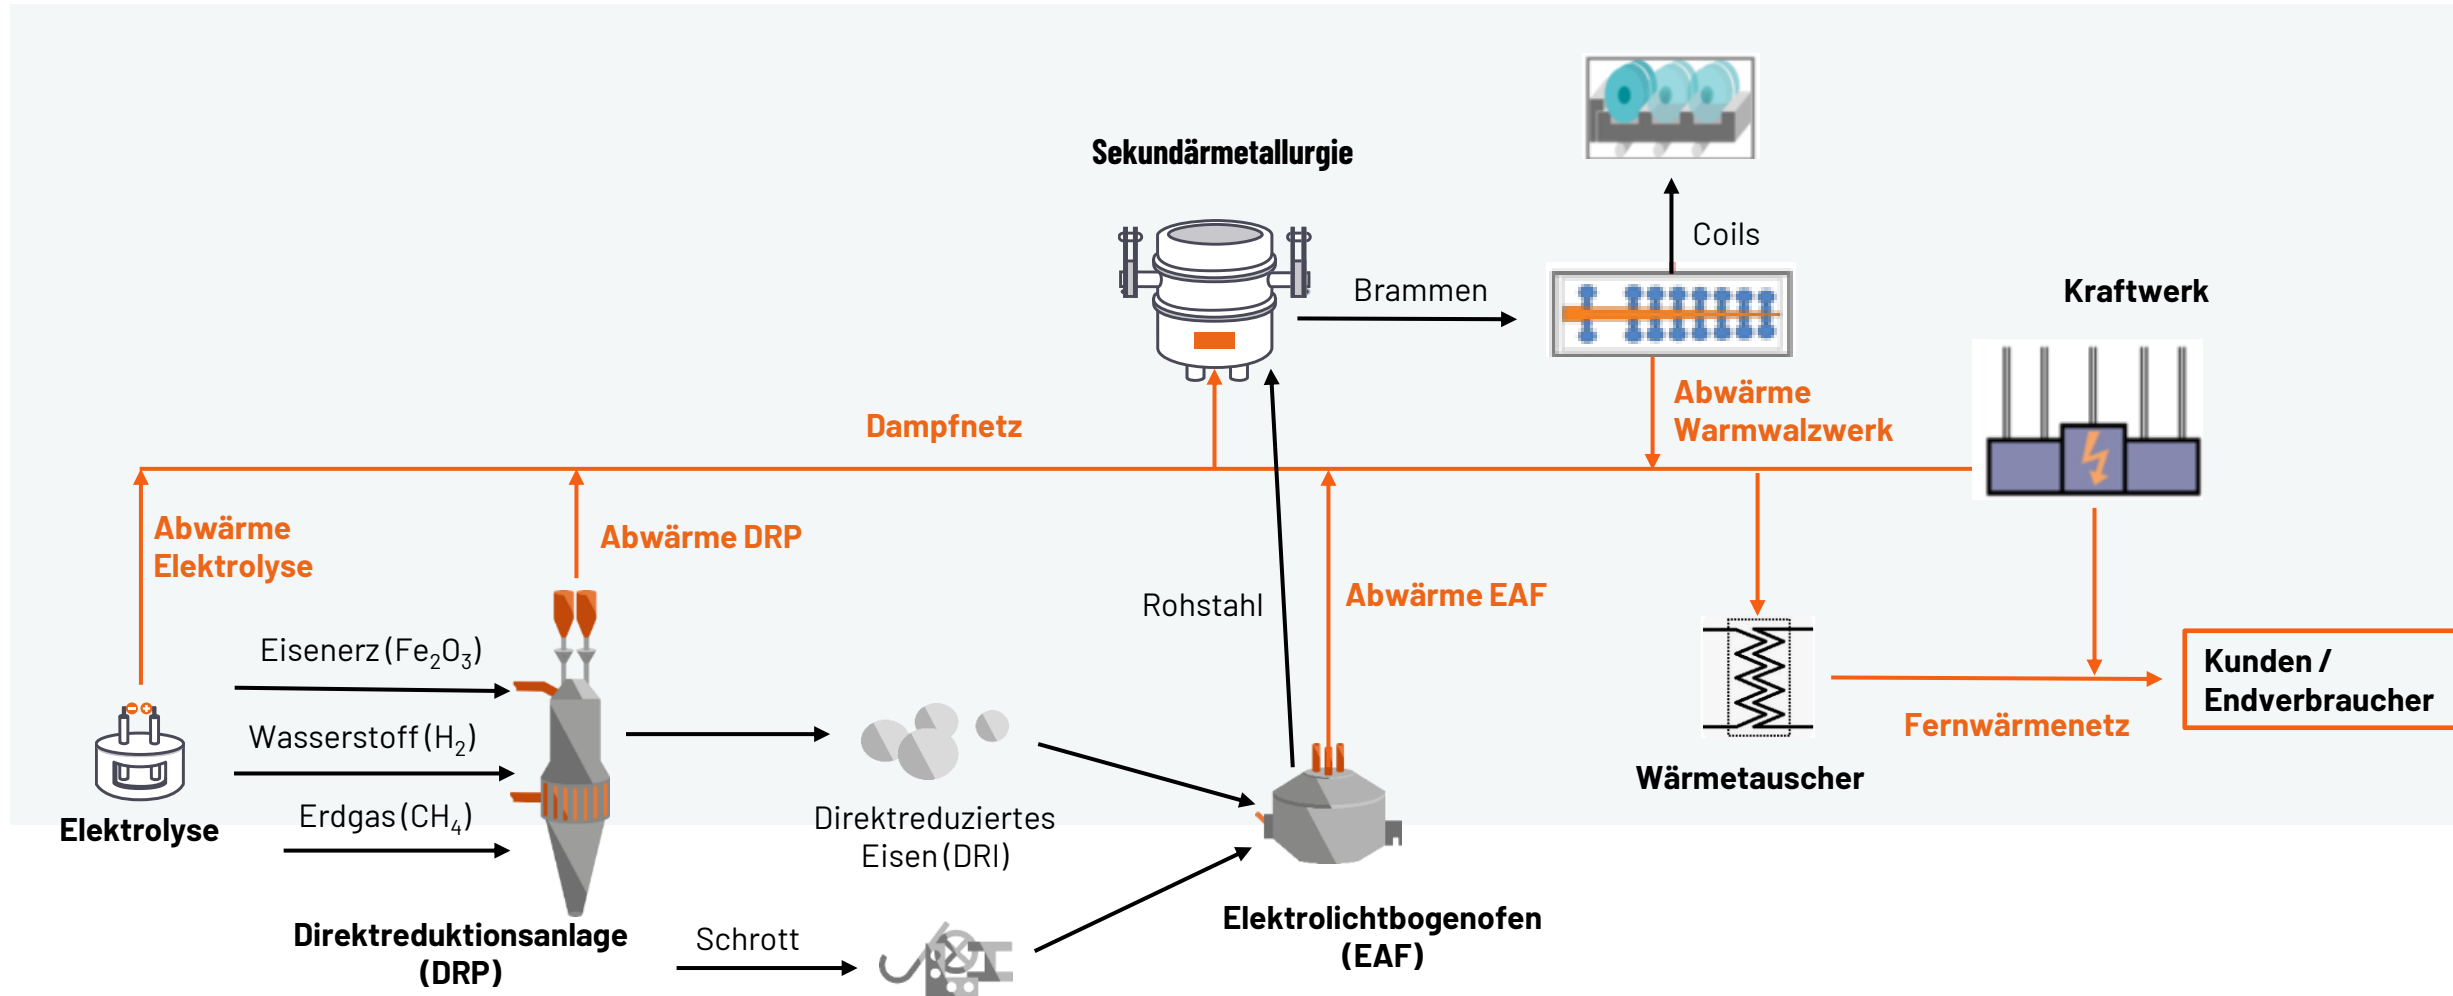 Sekundärmetallurgie
Coils
Brammen
Kraftwerk
Abwärme
Warmwalzwerk
Dampfnetz
Abwärme
Elektrolyse
Abwärme DRP
Rohstahl
Abwärme EAF
Eisenerz (Fe₂O₃)
Wasserstoff (H₂)
Erdgas (CH₄)
Elektrolyse
Direktreduziertes
Eisen (DRI)
Kunden /
Endverbraucher
Fernwärmenetz
Wärmetauscher
Direktreduktionsanlage
(DRP)
Schrott
Elektrolichtbogenofen
(EAF)